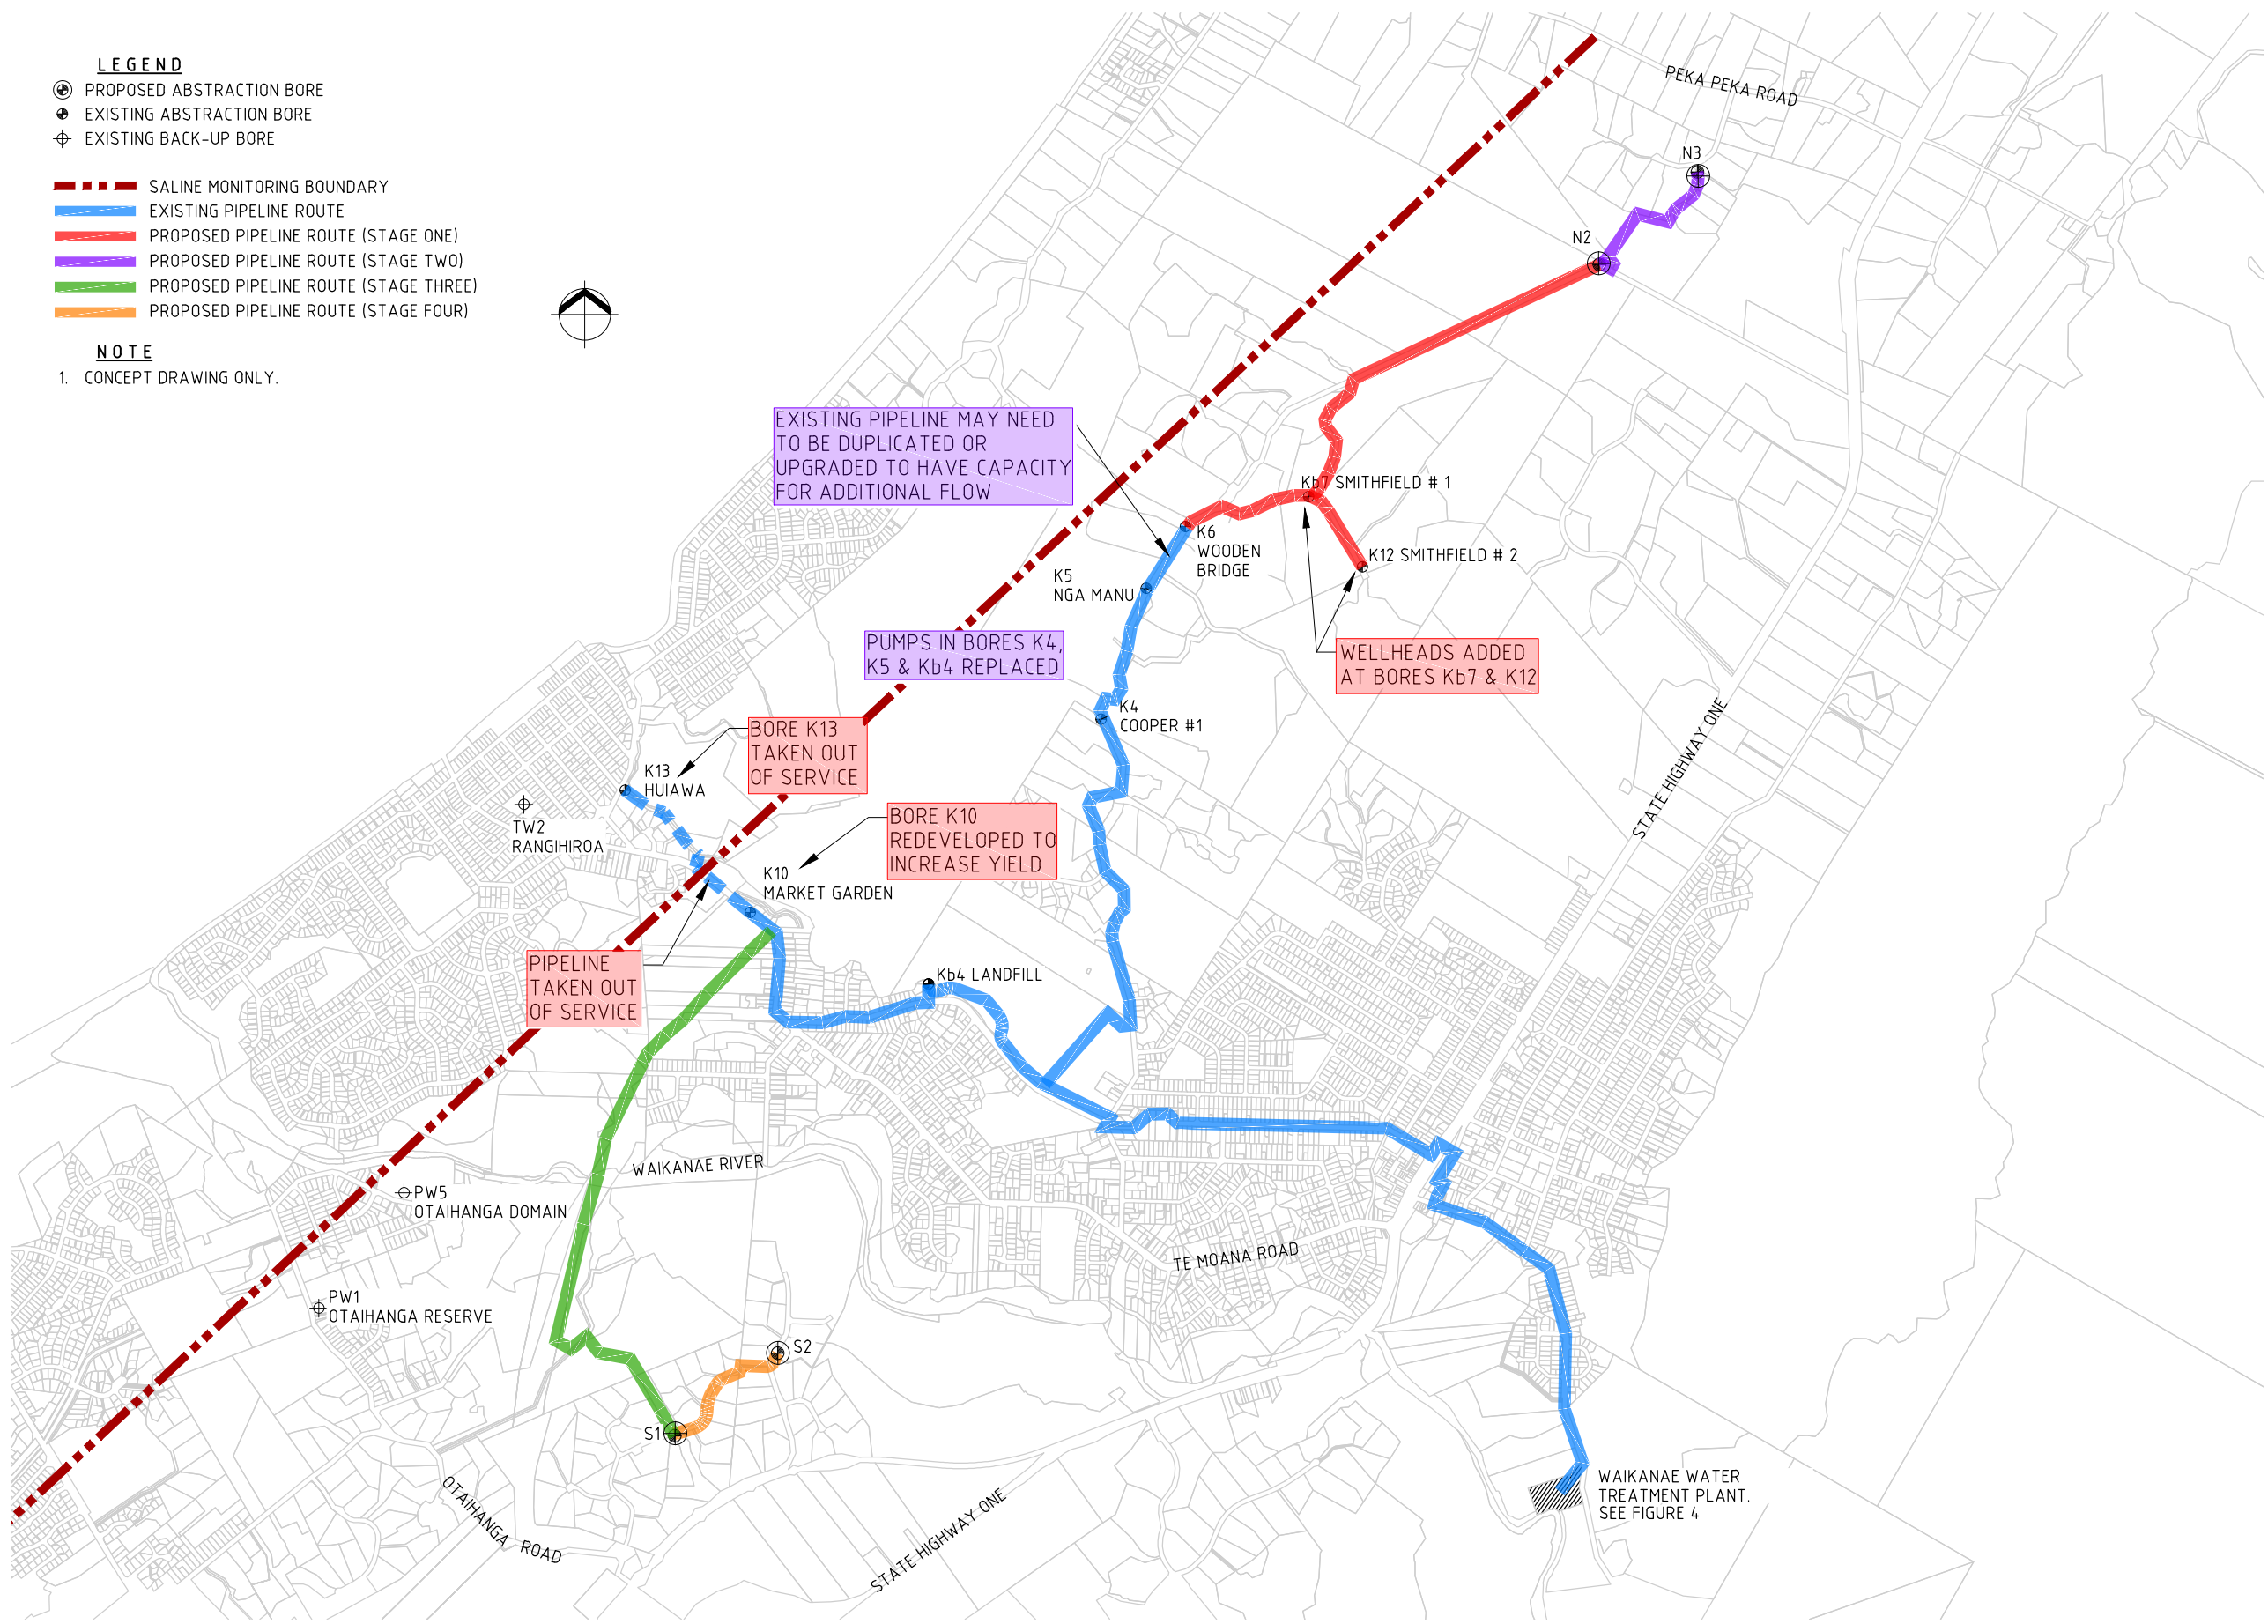 LEGEND
PROPOSED ABSTRACTION BORE
EXISTING ABSTRACTION BORE
EXISTING BACK-UP BORE
SALINE MONITORING BOUNDARY
EXISTING PIPELINE ROUTE
PROPOSED PIPELINE ROUTE (STAGE ONE)
PROPOSED PIPELINE ROUTE (STAGE TWO)
PROPOSED PIPELINE ROUTE (STAGE THREE)
PROPOSED PIPELINE ROUTE (STAGE FOUR)
NOTE
1. CONCEPT DRAWING ONLY.
PEKA PEKA ROAD
N3
N2
EXISTING PIPELINE MAY NEED
TO BE DUPLICATED OR
UPGRADED TO HAVE CAPACITY
FOR ADDITIONAL FLOW
Kb7 SMITHFIELD # 1
K6
WOODEN
BRIDGE
K12 SMITHFIELD # 2
K5
NGA MANU
PUMPS IN BORES K4,
K5 & Kb4 REPLACED
WELLHEADS ADDED
AT BORES Kb7 & K12
K4
COOPER #1
STATE HIGHWAY ONE
BORE K13
TAKEN OUT
OF SERVICE
K13
HUIAWA
TW2
RANGIHIROA
BORE K10
REDEVELOPED TO
INCREASE YIELD
K10
MARKET GARDEN
PIPELINE
TAKEN OUT
OF SERVICE
Kb4 LANDFILL
WAIKANAE RIVER
PW5
OTAIHANGA DOMAIN
TE MOANA ROAD
PW1
OTAIHANGA RESERVE
S2
S1
OTAIHANGA ROAD
STATE HIGHWAY ONE
WAIKANAE WATER
TREATMENT PLANT.
SEE FIGURE 4